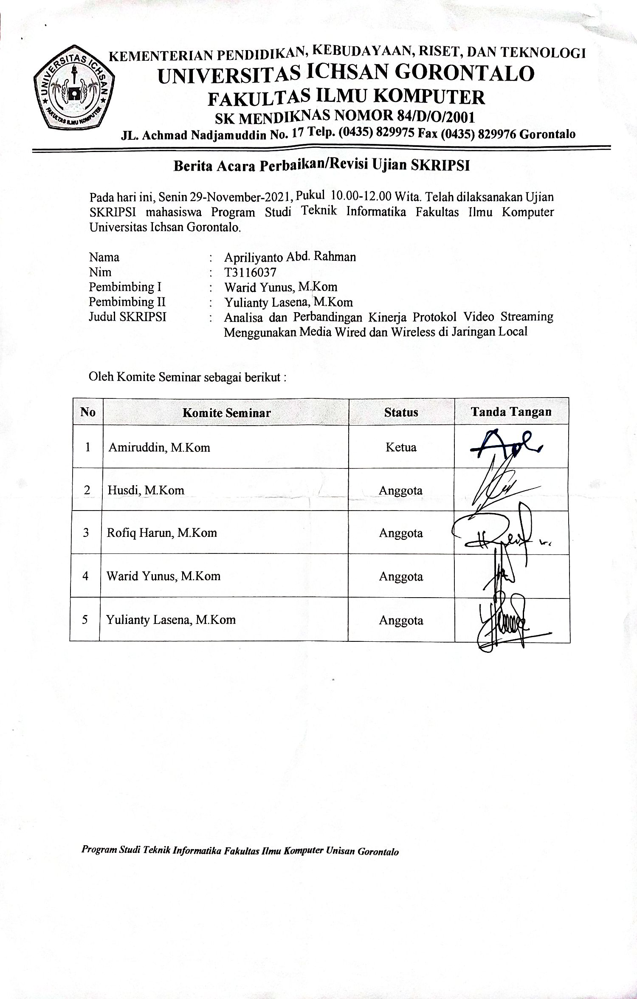 UNIVERSITAS ICHSAN
FAKULTAS ILMU KOMPUTER
KEMENTERIAN PENDIDIKAN, KEBUDAYAAN, RISET, DAN TEKNOLOGI
UNIVERSITAS ICHSAN GORONTALO
FAKULTAS ILMU KOMPUTER
SK MENDIKNAS NOMOR 84/D/O/2001
JL. Achmad Nadjamuddin No. 17 Telp. (0435) 829975 Fax (0435) 829976 Gorontalo
Berita Acara Perbaikan/Revisi Ujian SKRIPSI
Pada hari ini, Senin 29-November-2021, Pukul 10.00-12.00 Wita. Telah dilaksanakan Ujian
SKRIPSI mahasiswa Program Studi Teknik Informatika Fakultas Ilmu Komputer
Universitas Ichsan Gorontalo.
Nama : Apriliyanto Abd. Rahman
Nim : T3116037
Pembimbing I : Warid Yunus, M.Kom
Pembimbing II : Yulianty Lasena, M.Kom
Judul SKRIPSI : Analisa dan Perbandingan Kinerja Protokol Video Streaming
Menggunakan Media Wired dan Wireless di Jaringan Local
Oleh Komite Seminar sebagai berikut :
No Komite Seminar Status Tanda Tangan
1 Amiruddin, M.Kom Ketua
2 Husdi, M.Kom Anggota
3 Rofiq Harun, M.Kom Anggota
4 Warid Yunus, M.Kom Anggota
5 Yulianty Lasena, M.Kom Anggota
Program Studi Teknik Informatika Fakultas Ilmu Komputer Unisan Gorontalo